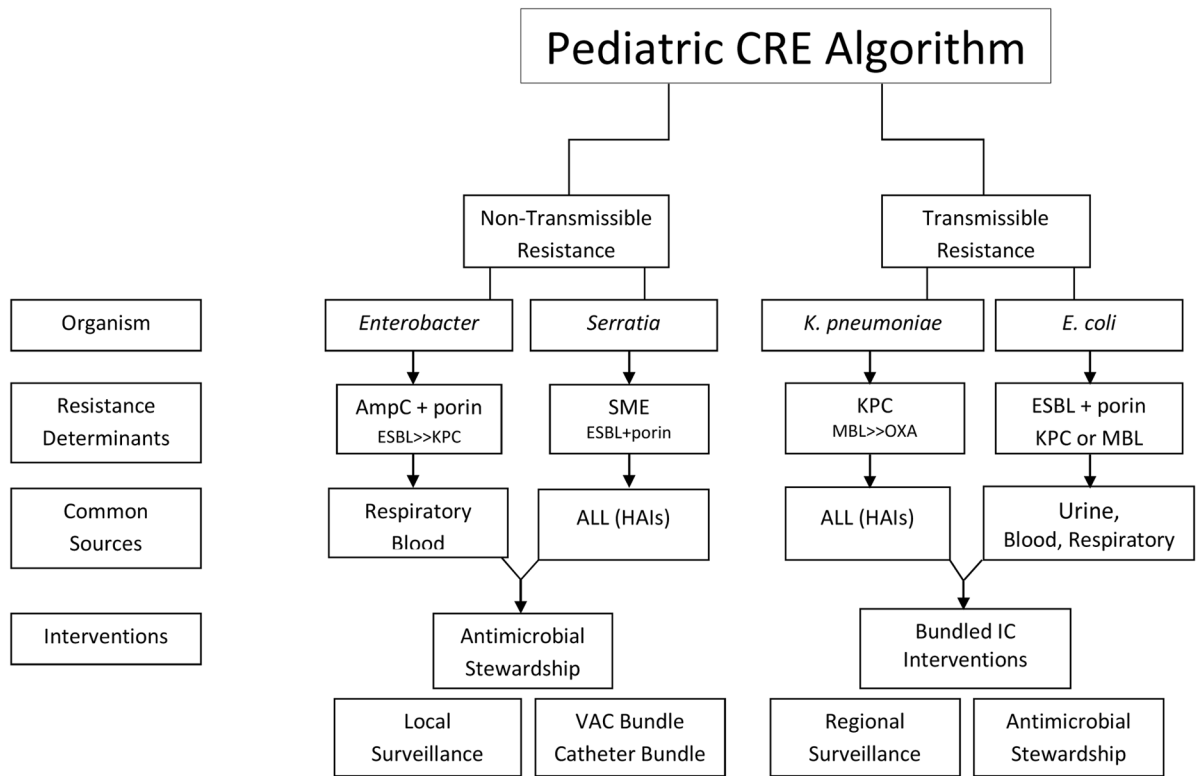 Pediatric CRE Algorithm
Non-Transmissible
Resistance
Transmissible
Resistance
Organism
Enterobacter
Serratia
K. pneumoniae
E. coli
Resistance
Determinants
AmpC + porin
ESBL>>KPC
SME
ESBL+porin
KPC
MBL>>OXA
ESBL + porin
KPC or MBL
Common
Sources
Respiratory
Blood
ALL (HAIs)
ALL (HAIs)
Urine,
Blood, Respiratory
Interventions
Antimicrobial
Stewardship
Bundled IC
Interventions
Local
Surveillance
VAC Bundle
Catheter Bundle
Regional
Surveillance
Antimicrobial
Stewardship